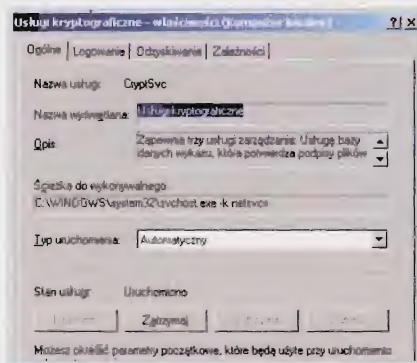 Usługi kryptograficzne - właściwości (Komputer lokalny)
Ogólne Logowanie Odzyskiwanie Zależności
Nazwa usługi: CryptSvc
Nazwa wyświetlana: Usługi kryptograficzne
Opis: Zapewnia trzy usługi zarządzania: Usługę bazy
danych wykazu, która potwierdza podpisy plików
Ścieżka do wykonywalnego
C:\WINDOWS\system32\svchost.exe -k netsvcs
Typ uruchomienia: Automatyczny
Stan usługi: Uruchomiono
Zatrzymaj
Możesz określić parametry początkowe, które będą użyte przy uruchomieniu